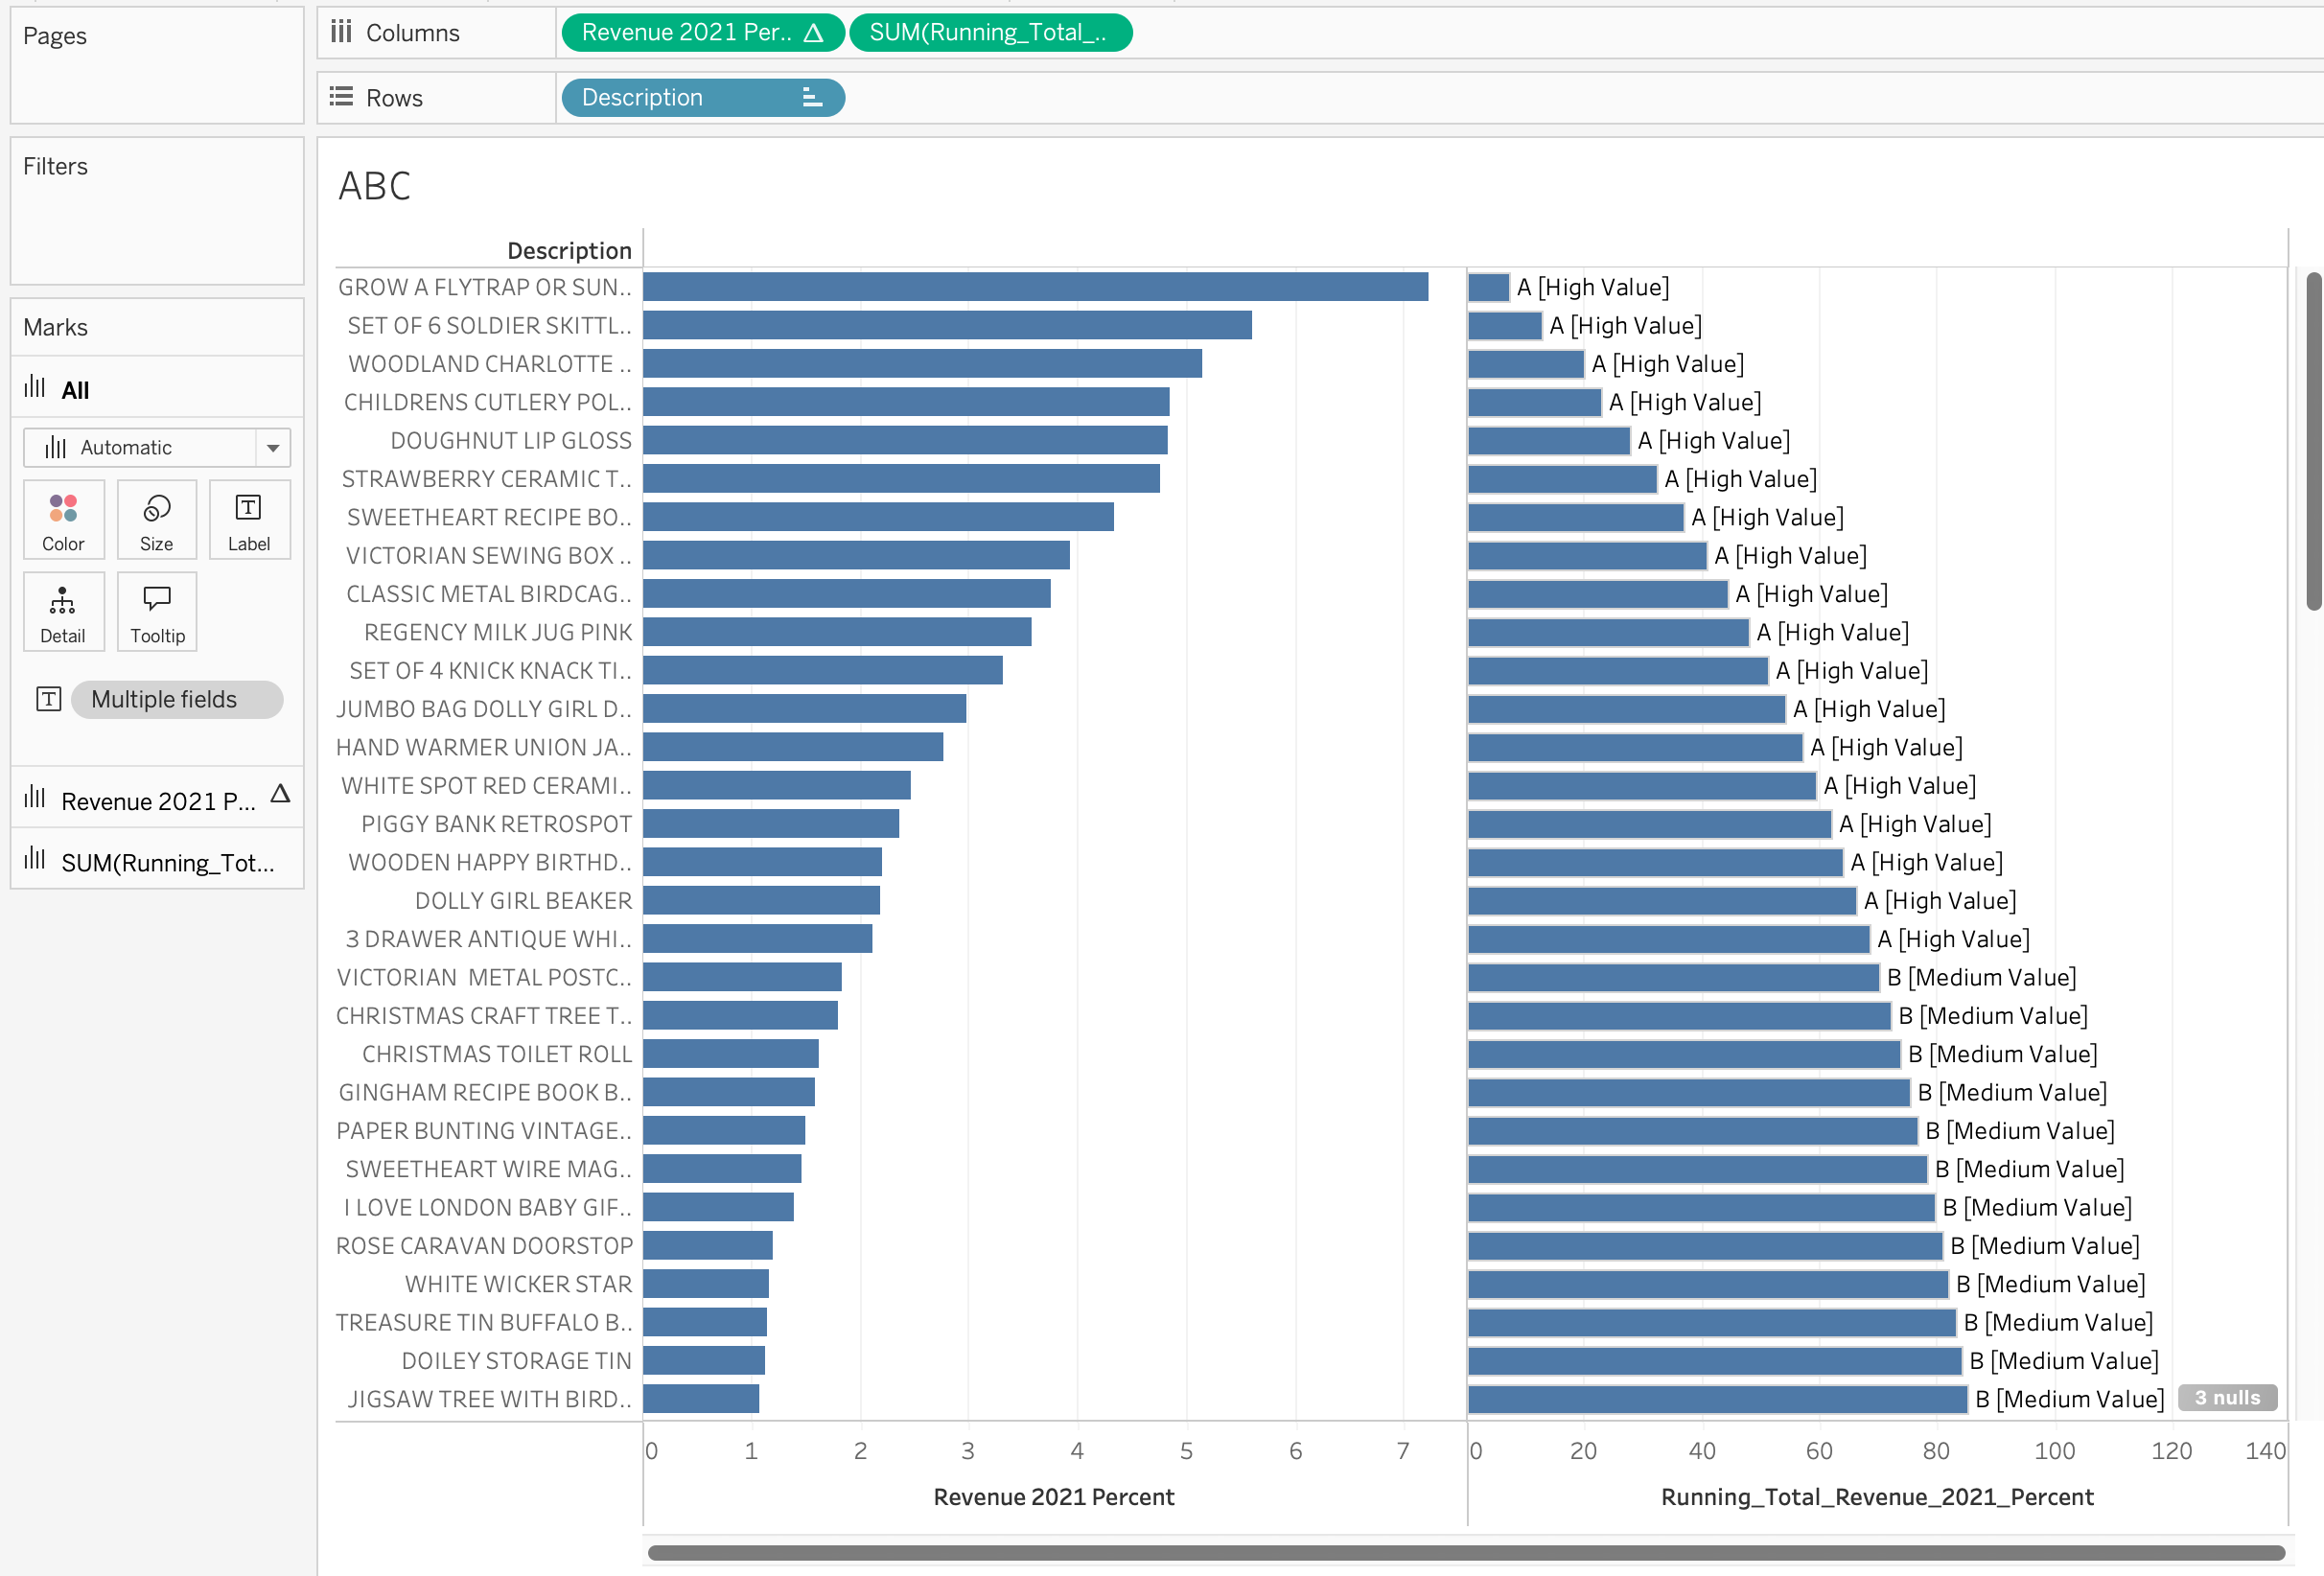 Pages
Columns
Revenue 2021 Per..
SUM(Running_Total_..
Rows
Description
Filters
Marks
All
Automatic
Color
Size
Label
Detail
Tooltip
Multiple fields
Revenue 2021 P...
SUM(Running_Tot...
ABC
Description
GROW A FLYTRAP OR SUN.. A [High Value]
SET OF 6 SOLDIER SKITTL.. A [High Value]
WOODLAND CHARLOTTE .. A [High Value]
CHILDRENS CUTLERY POL.. A [High Value]
DOUGHNUT LIP GLOSS A [High Value]
STRAWBERRY CERAMIC T.. A [High Value]
SWEETHEART RECIPE BO.. A [High Value]
VICTORIAN SEWING BOX .. A [High Value]
CLASSIC METAL BIRDCAG.. A [High Value]
REGENCY MILK JUG PINK A [High Value]
SET OF 4 KNICK KNACK TI.. A [High Value]
JUMBO BAG DOLLY GIRL D.. A [High Value]
HAND WARMER UNION JA.. A [High Value]
WHITE SPOT RED CERAMI.. A [High Value]
PIGGY BANK RETROSPOT A [High Value]
WOODEN HAPPY BIRTHD.. A [High Value]
DOLLY GIRL BEAKER A [High Value]
3 DRAWER ANTIQUE WHI.. A [High Value]
VICTORIAN  METAL POSTC.. B [Medium Value]
CHRISTMAS CRAFT TREE T.. B [Medium Value]
CHRISTMAS TOILET ROLL B [Medium Value]
GINGHAM RECIPE BOOK B.. B [Medium Value]
PAPER BUNTING VINTAGE.. B [Medium Value]
SWEETHEART WIRE MAG.. B [Medium Value]
I LOVE LONDON BABY GIF.. B [Medium Value]
ROSE CARAVAN DOORSTOP B [Medium Value]
WHITE WICKER STAR B [Medium Value]
TREASURE TIN BUFFALO B.. B [Medium Value]
DOILEY STORAGE TIN B [Medium Value]
JIGSAW TREE WITH BIRD.. B [Medium Value] 3 nulls
0 1 2 3 4 5 6 7 0 20 40 60 80 100 120 140
Revenue 2021 Percent Running_Total_Revenue_2021_Percent